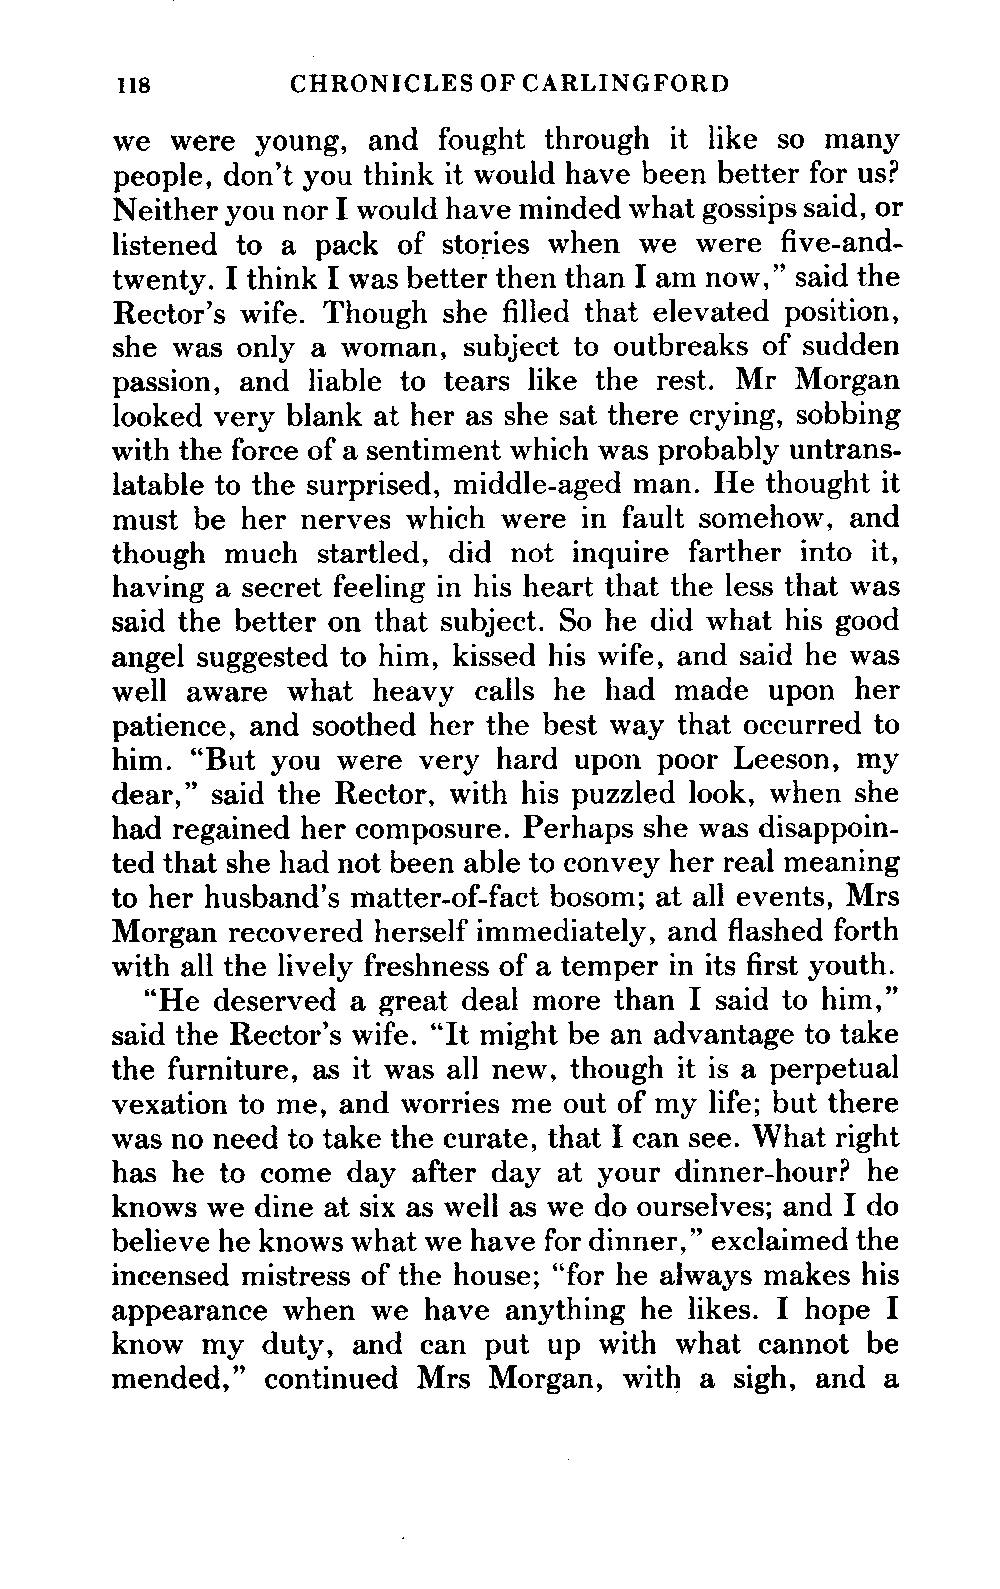 118 CHRONICLES OF CARLINGFORD
we were young, and fought through it like so many
people, don't you think it would have been better for us?
Neither you nor I would have minded what gossips said, or
listened to a pack of stories when we were five-and-
twenty. I think I was better then than I am now," said the
Rector's wife. Though she filled that elevated position,
she was only a woman, subject to outbreaks of sudden
passion, and liable to tears like the rest. Mr Morgan
looked very blank at her as she sat there crying, sobbing
with the force of a sentiment which was probably untrans-
latable to the surprised, middle-aged man. He thought it
must be her nerves which were in fault somehow, and
though much startled, did not inquire farther into it,
having a secret feeling in his heart that the less that was
said the better on that subject. So he did what his good
angel suggested to him, kissed his wife, and said he was
well aware what heavy calls he had made upon her
patience, and soothed her the best way that occurred to
him. "But you were very hard upon poor Leeson, my
dear," said the Rector, with his puzzled look, when she
had regained her composure. Perhaps she was disappoin-
ted that she had not been able to convey her real meaning
to her husband's matter-of-fact bosom; at all events, Mrs
Morgan recovered herself immediately, and flashed forth
with all the lively freshness of a temper in its first youth.
"He deserved a great deal more than I said to him,"
said the Rector's wife. "It might be an advantage to take
the furniture, as it was all new, though it is a perpetual
vexation to me, and worries me out of my life; but there
was no need to take the curate, that I can see. What right
has he to come day after day at your dinner-hour? he
knows we dine at six as well as we do ourselves; and I do
believe he knows what we have for dinner," exclaimed the
incensed mistress of the house; "for he always makes his
appearance when we have anything he likes. I hope I
know my duty, and can put up with what cannot be
mended," continued Mrs Morgan, with a sigh, and a